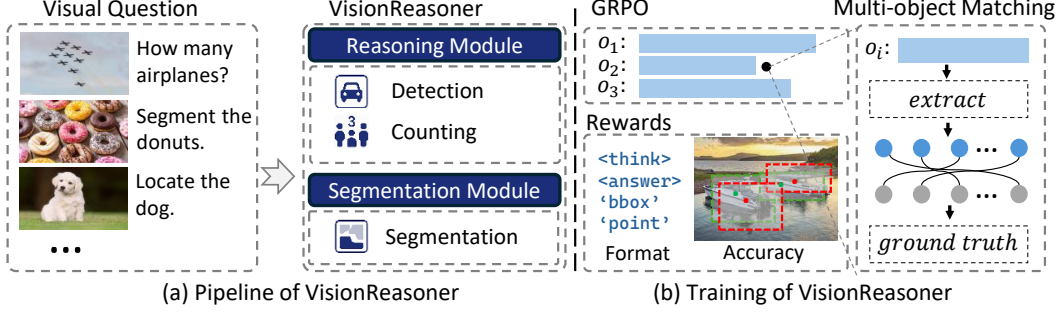 Visual Question
How many
airplanes?
Segment the
donuts.
Locate the
dog.
...
VisionReasoner
Reasoning Module
Detection
3
Counting
Segmentation Module
Segmentation
(a) Pipeline of VisionReasoner
GRPO
o1:
o2:
o3:
Rewards
<think>
<answer>
‘bbox’
‘point’
Format
Accuracy
Multi-object Matching
oi:
extract
...
...
ground truth
(b) Training of VisionReasoner